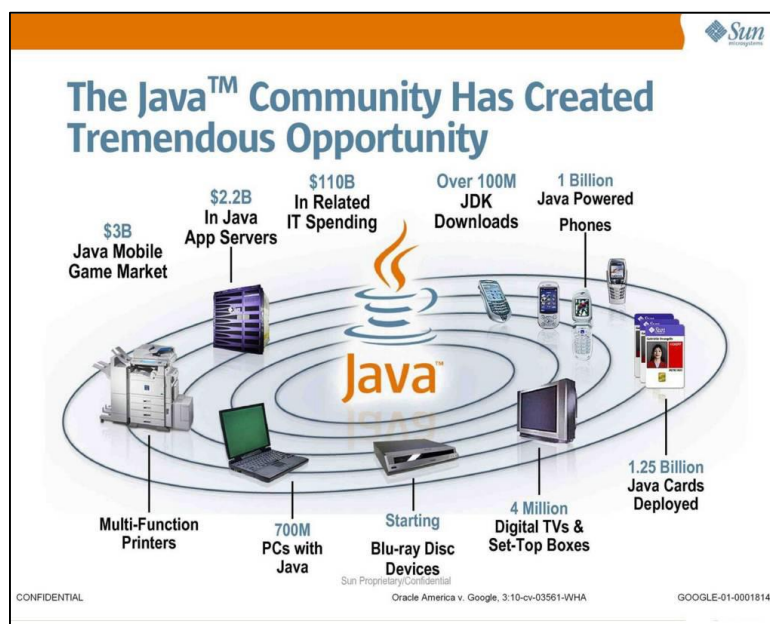 Sun
microsystems
The Java™ Community Has Created
Tremendous Opportunity
$3B
Java Mobile
Game Market
$2.2B
In Java
App Servers
$110B
In Related
IT Spending
Over 100M
JDK
Downloads
1 Billion
Java Powered
Phones
Java™
Sun
Multi-Function
Printers
700M
PCs with
Java
Starting
Blu-ray Disc
Devices
4 Million
Digital TVs &
Set-Top Boxes
1.25 Billion
Java Cards
Deployed
Sun Proprietary/Confidential
CONFIDENTIAL
Oracle America v. Google, 3:10-cv-03561-WHA
GOOGLE-01-0001814